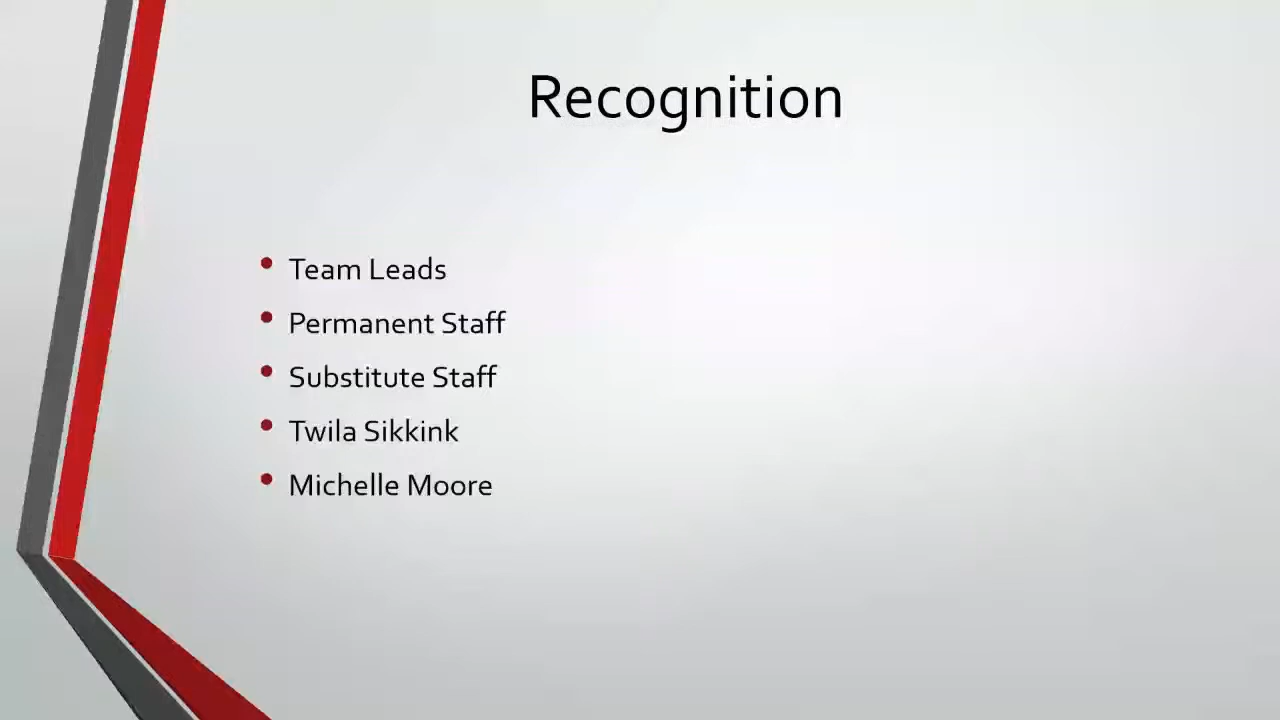 Recognition
• Team Leads
• Permanent Staff
• Substitute Staff
• Twila Sikkink
• Michelle Moore